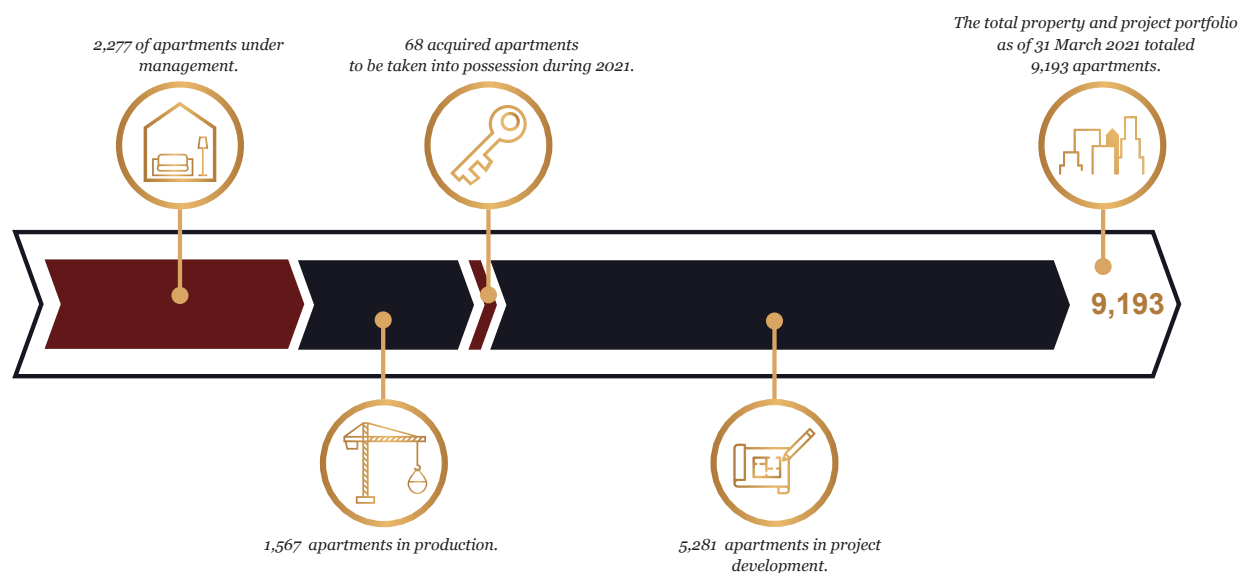 2,277 of apartments under
management.
68 acquired apartments
to be taken into possession during 2021.
The total property and project portfolio
as of 31 March 2021 totaled
9,193 apartments.
9,193
1,567 apartments in production.
5,281 apartments in project
development.